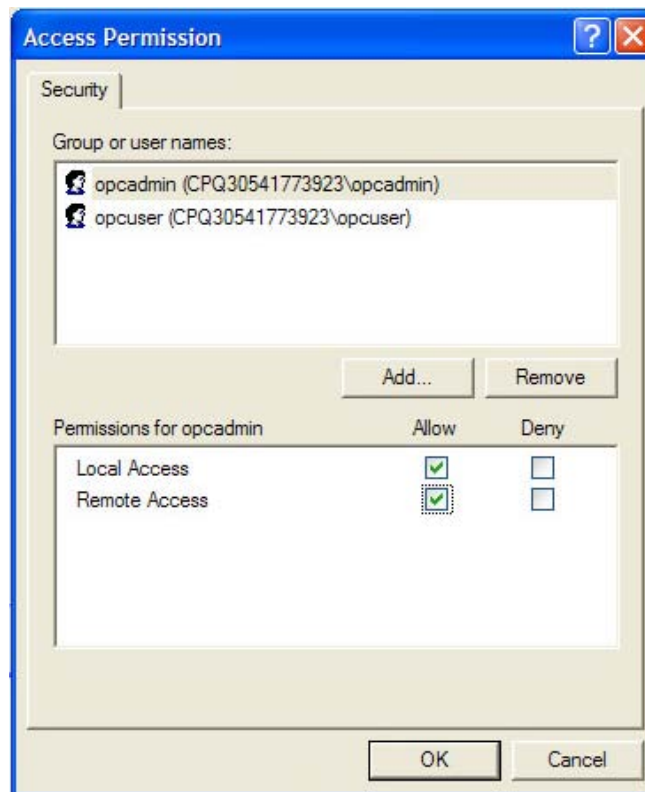 Access Permission
Security
Group or user names:
opcadmin (CPQ30541773923\opcadmin)
opcuser (CPQ30541773923\opcuser)
Add... Remove
Permissions for opcadmin Allow Deny
Local Access
Remote Access
OK Cancel